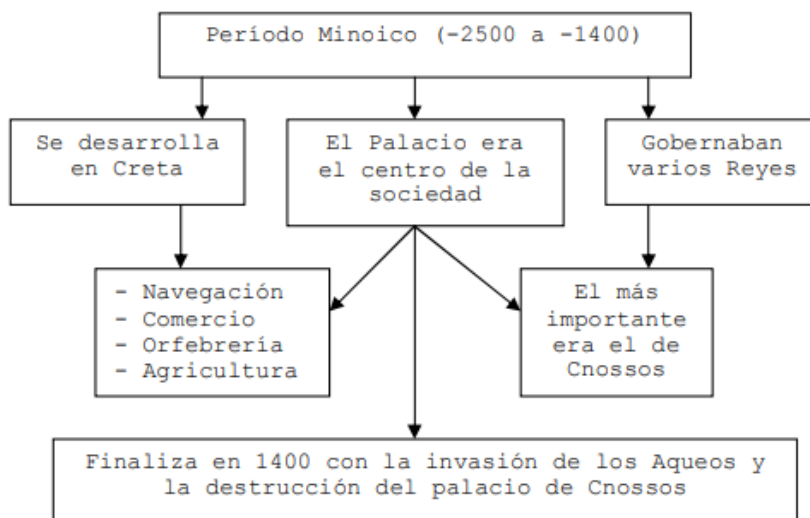 Período Minoico (-2500 a -1400)
Se desarrolla
en Creta
El Palacio era
el centro de la
sociedad
Gobernaban
varios Reyes
- Navegación
- Comercio
- Orfebrería
- Agricultura
El más
importante
era el de
Cnossos
Finaliza en 1400 con la invasión de los Aqueos y
la destrucción del palacio de Cnossos